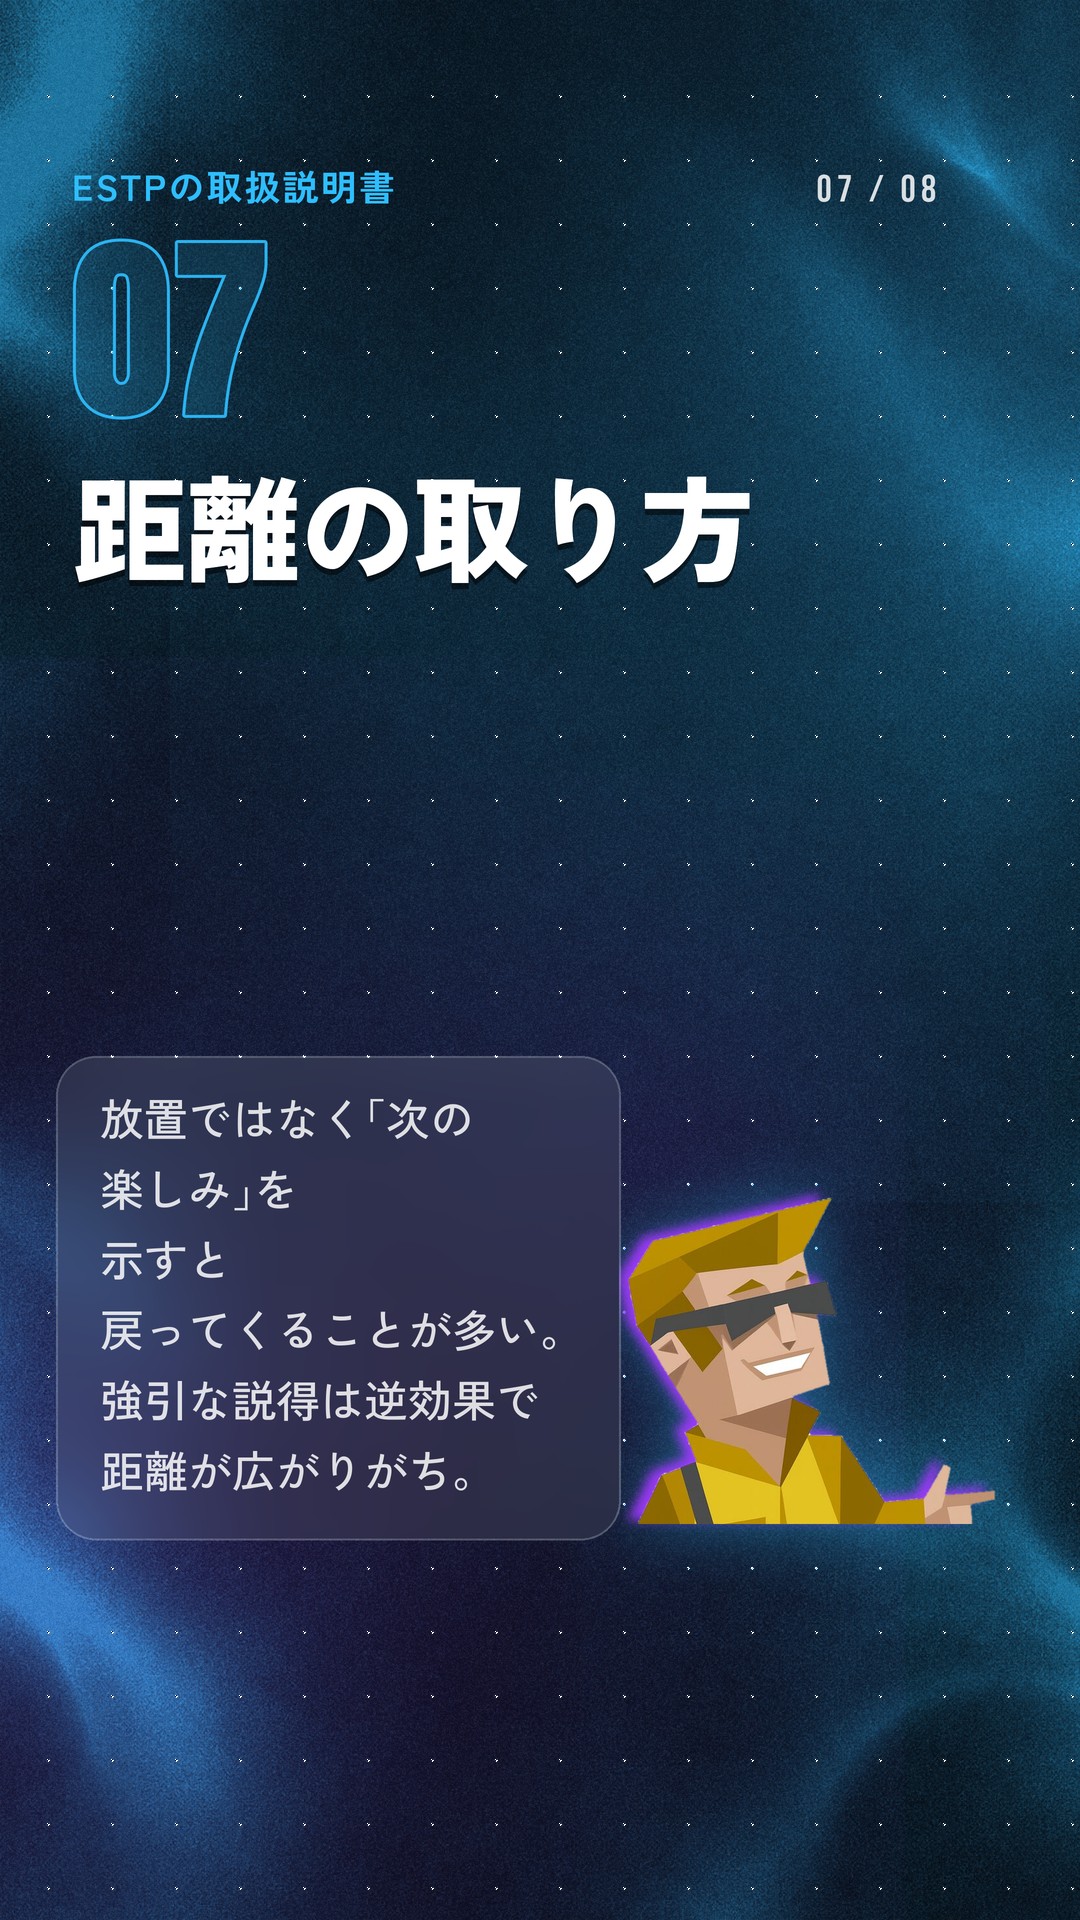 ESTPの取扱説明書
07 / 08
07
距離の取り方
放置ではなく「次の
楽しみ」を
示すと
戻ってくることが多い。
強引な説得は逆効果で
距離が広がりがち。